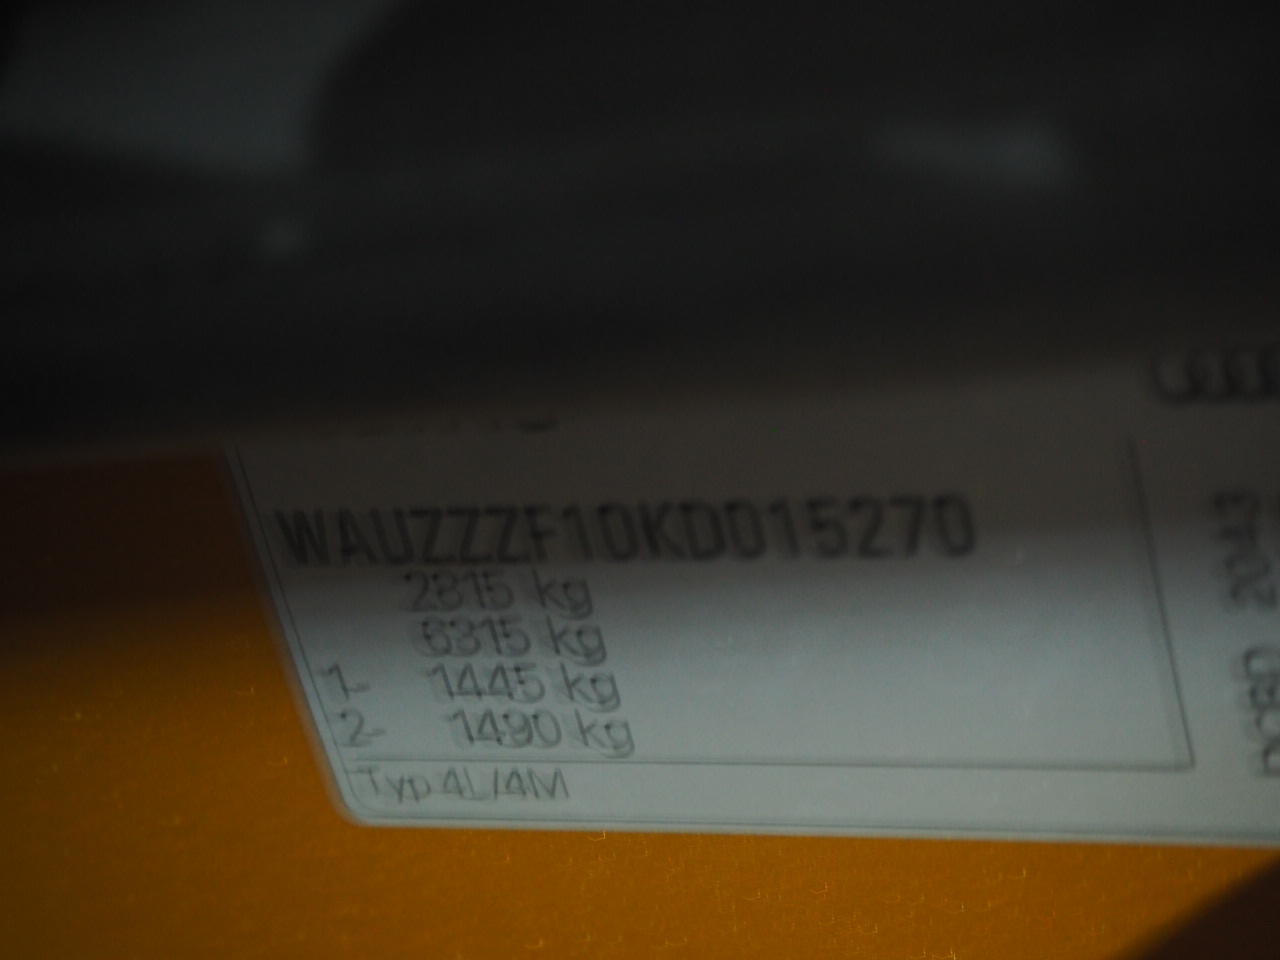 WAUZZZF10KD015270
2815 kg
6315 kg
1- 1445 kg
2- 1490 kg
Typ 4L/4M